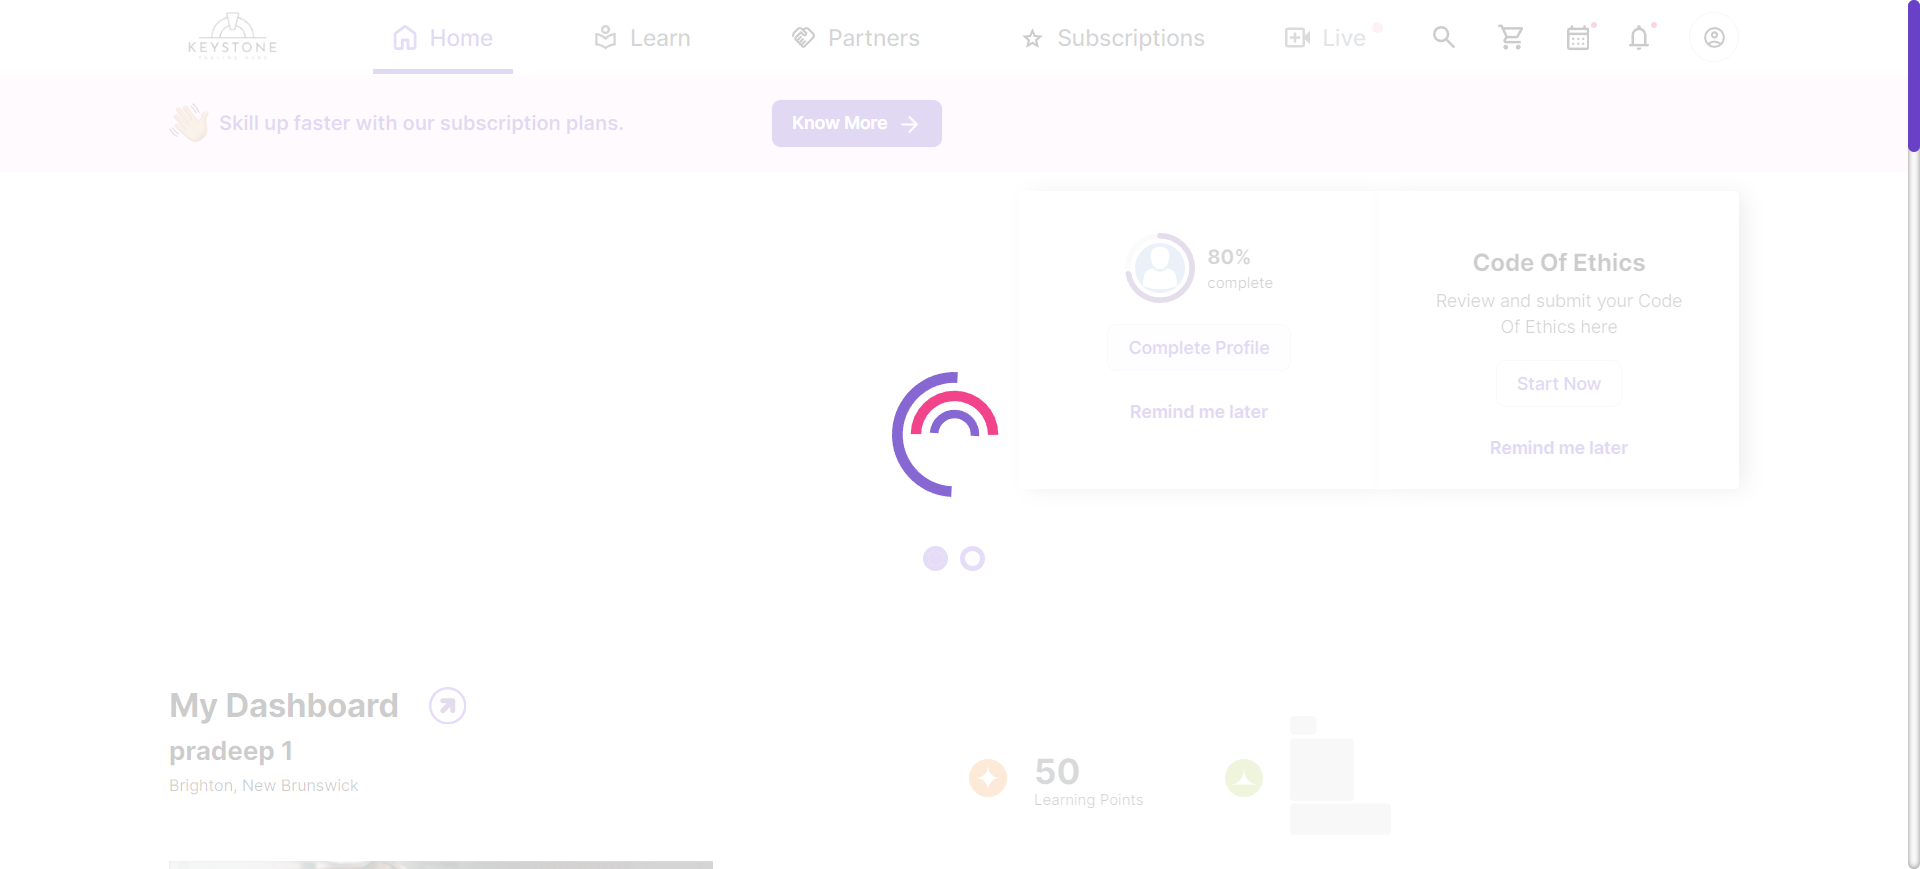 KEYSTONE
TAGLINE HERE
Home
Learn
Partners
Subscriptions
Live
Skill up faster with our subscription plans.
Know More
80%
complete
Complete Profile
Remind me later
Code Of Ethics
Review and submit your Code
Of Ethics here
Start Now
Remind me later
My Dashboard
pradeep 1
Brighton, New Brunswick
50
Learning Points